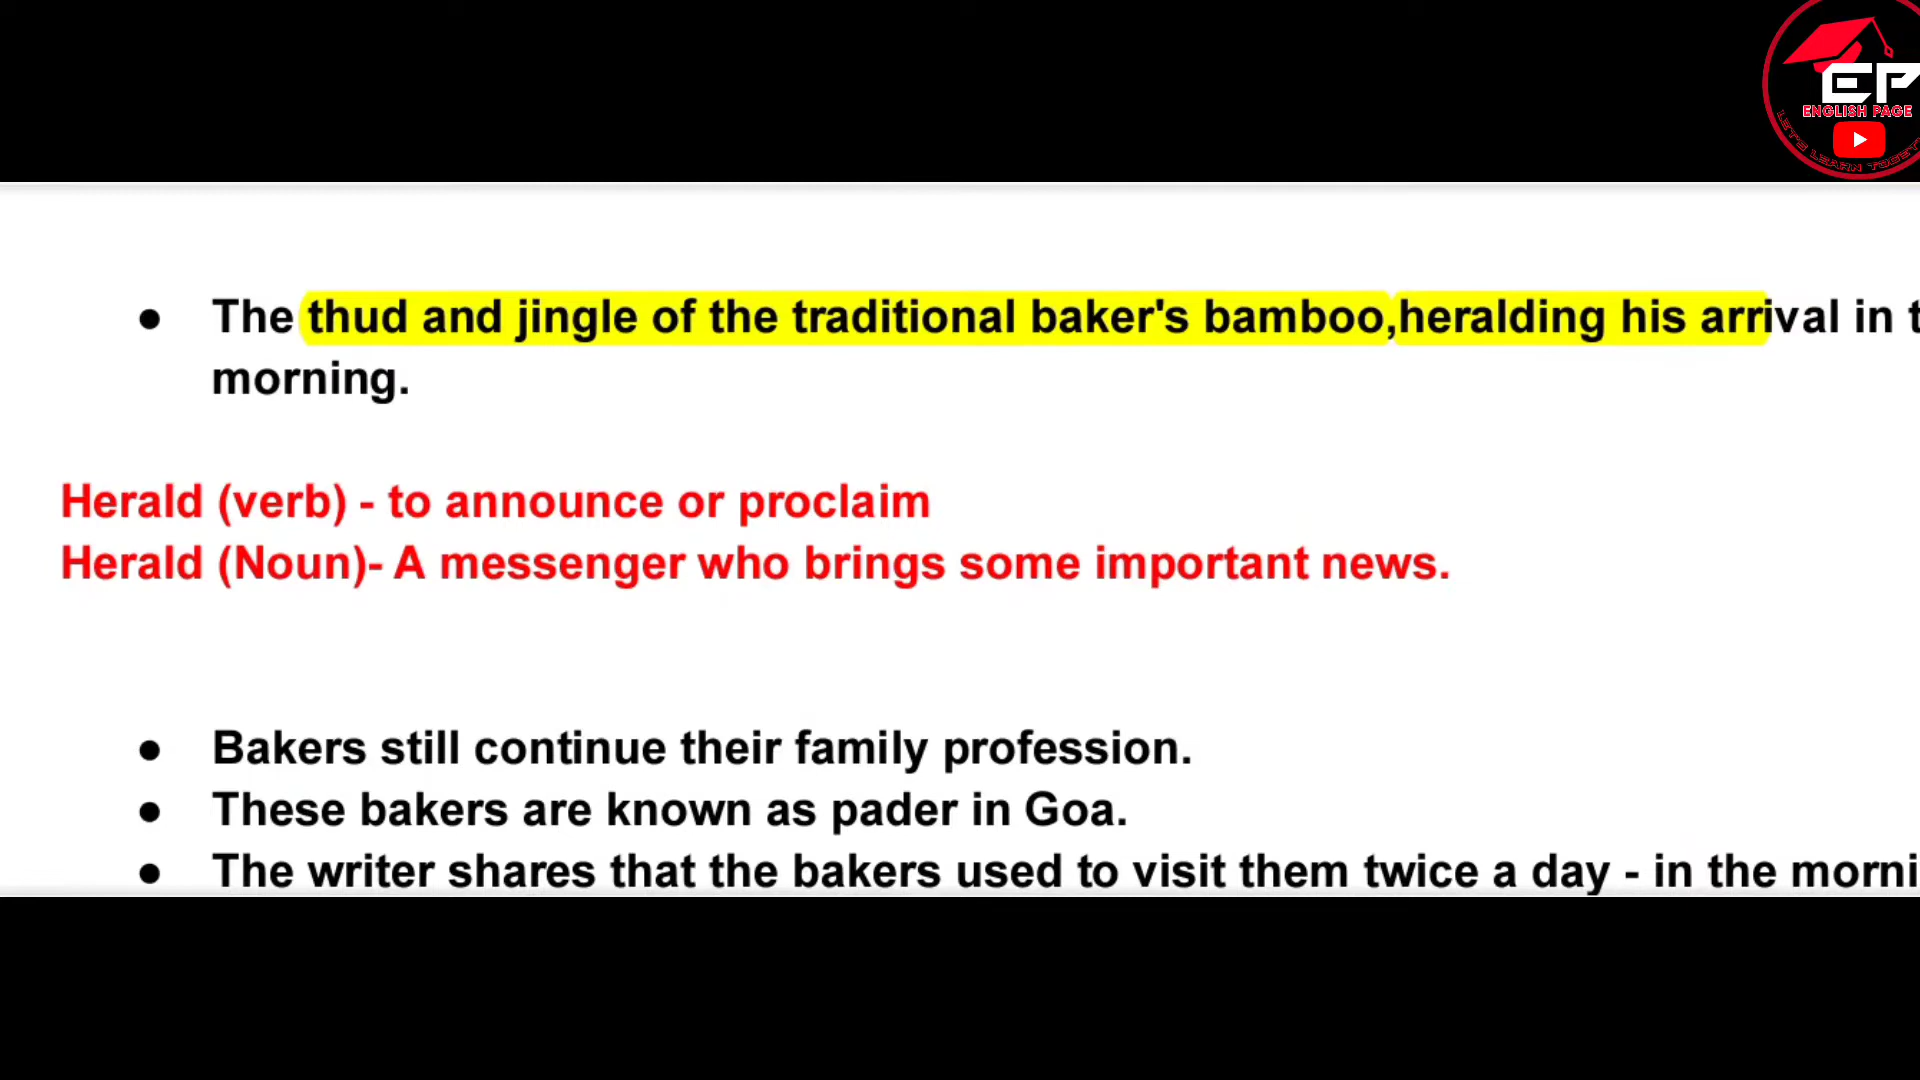 EP
ENGLISH PAGE
● The thud and jingle of the traditional baker's bamboo,heralding his arrival in t
morning.
Herald (verb) - to announce or proclaim
Herald (Noun)- A messenger who brings some important news.
● Bakers still continue their family profession.
● These bakers are known as pader in Goa.
● The writer shares that the bakers used to visit them twice a day - in the morni